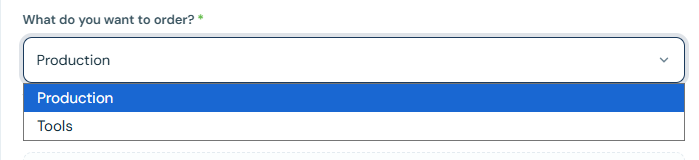 What do you want to order? *
Production
Production
Tools